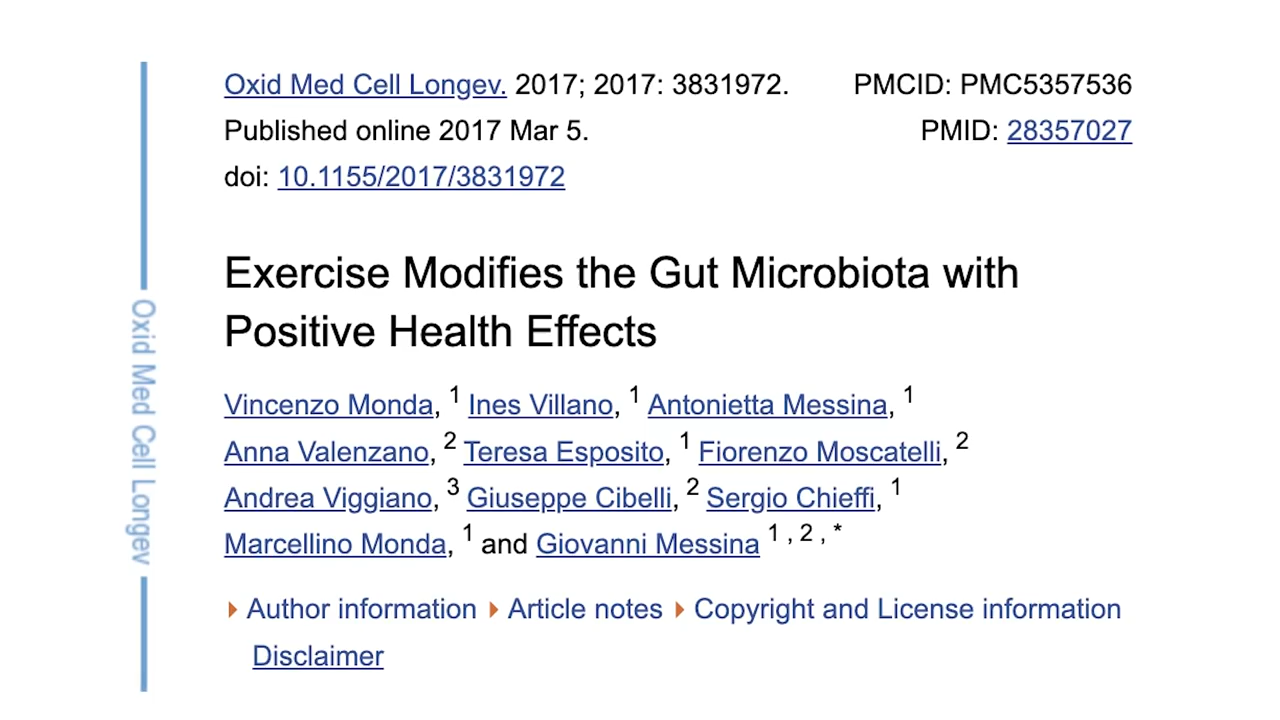 Oxid Med Cell Longev. 2017; 2017: 3831972. PMCID: PMC5357536
Published online 2017 Mar 5. PMID: 28357027
doi: 10.1155/2017/3831972
Exercise Modifies the Gut Microbiota with
Positive Health Effects
Vincenzo Monda, 1 Ines Villano, 1 Antonietta Messina, 1
Anna Valenzano, 2 Teresa Esposito, 1 Fiorenzo Moscatelli, 2
Andrea Viggiano, 3 Giuseppe Cibelli, 2 Sergio Chieffi, 1
Marcellino Monda, 1 and Giovanni Messina 1 , 2 , *
Author information Article notes Copyright and License information
Disclaimer
Oxid Med Cell Longev